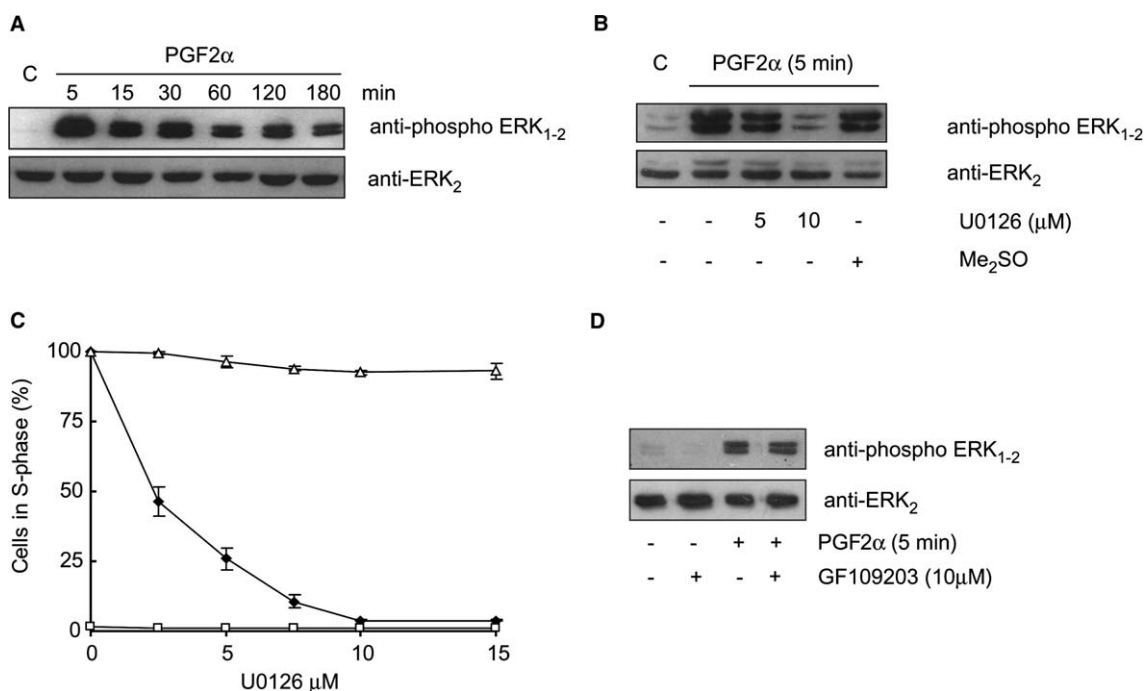 A
PGF2α
C
5 15 30 60 120 180 min
anti-phospho ERK1-2
anti-ERK2
B
C PGF2α (5 min)
anti-phospho ERK1-2
anti-ERK2
- - 5 10 - U0126 (μM)
- - - - + Me2SO
C
Cells in S-phase (%)
100
75
50
25
0
0 5 10 15
U0126 μM
D
anti-phospho ERK1-2
anti-ERK2
- - + + PGF2α (5 min)
- + - + GF109203 (10μM)